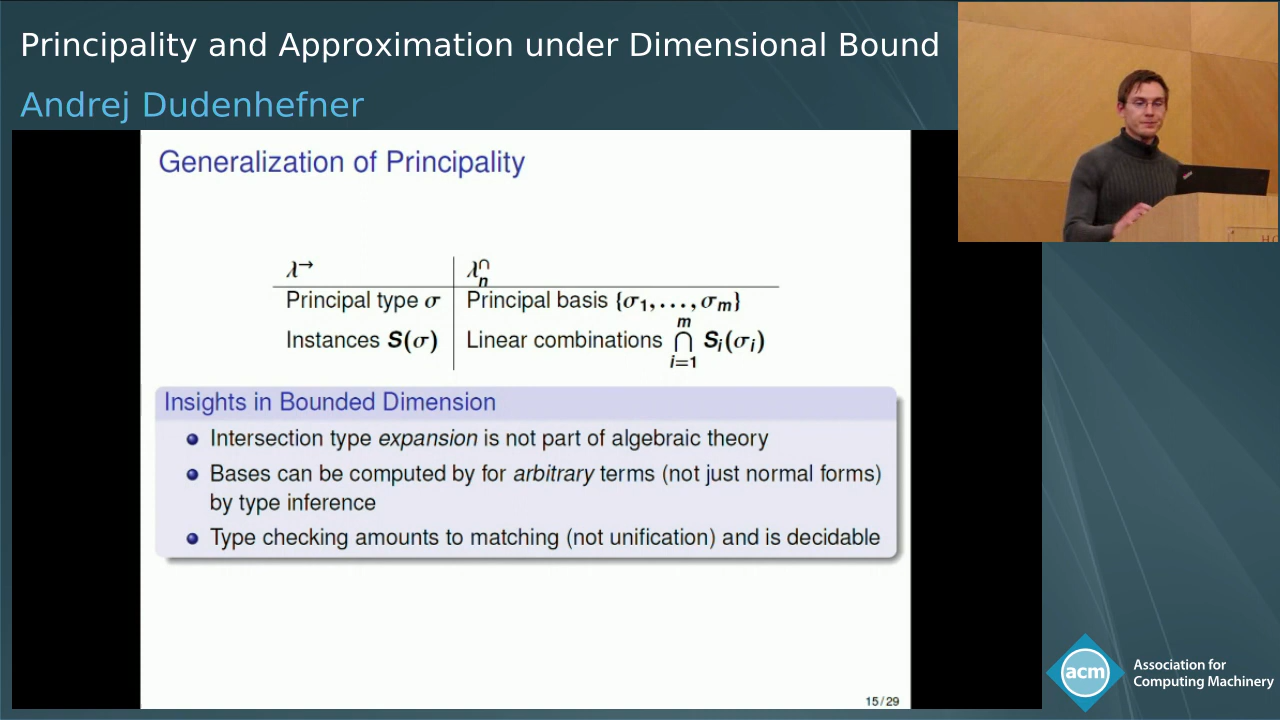 Principality and Approximation under Dimensional Bound
Andrej Dudenhefner
Generalization of Principality
λ→ λ∩n
Principal type σ Principal basis {σ1, . . . , σm}
Instances S(σ) Linear combinations m⋂i=1 Si(σi)
Insights in Bounded Dimension
Intersection type expansion is not part of algebraic theory
Bases can be computed by for arbitrary terms (not just normal forms)
by type inference
Type checking amounts to matching (not unification) and is decidable
15/29
acm
Association for
Computing Machinery